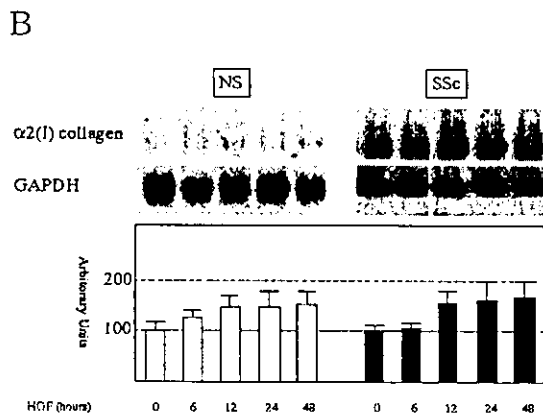 B
NS SSc
α2(I) collagen
GAPDH
Arbitorary Units
200
100
HGF (hours) 0 6 12 24 48 0 6 12 24 48